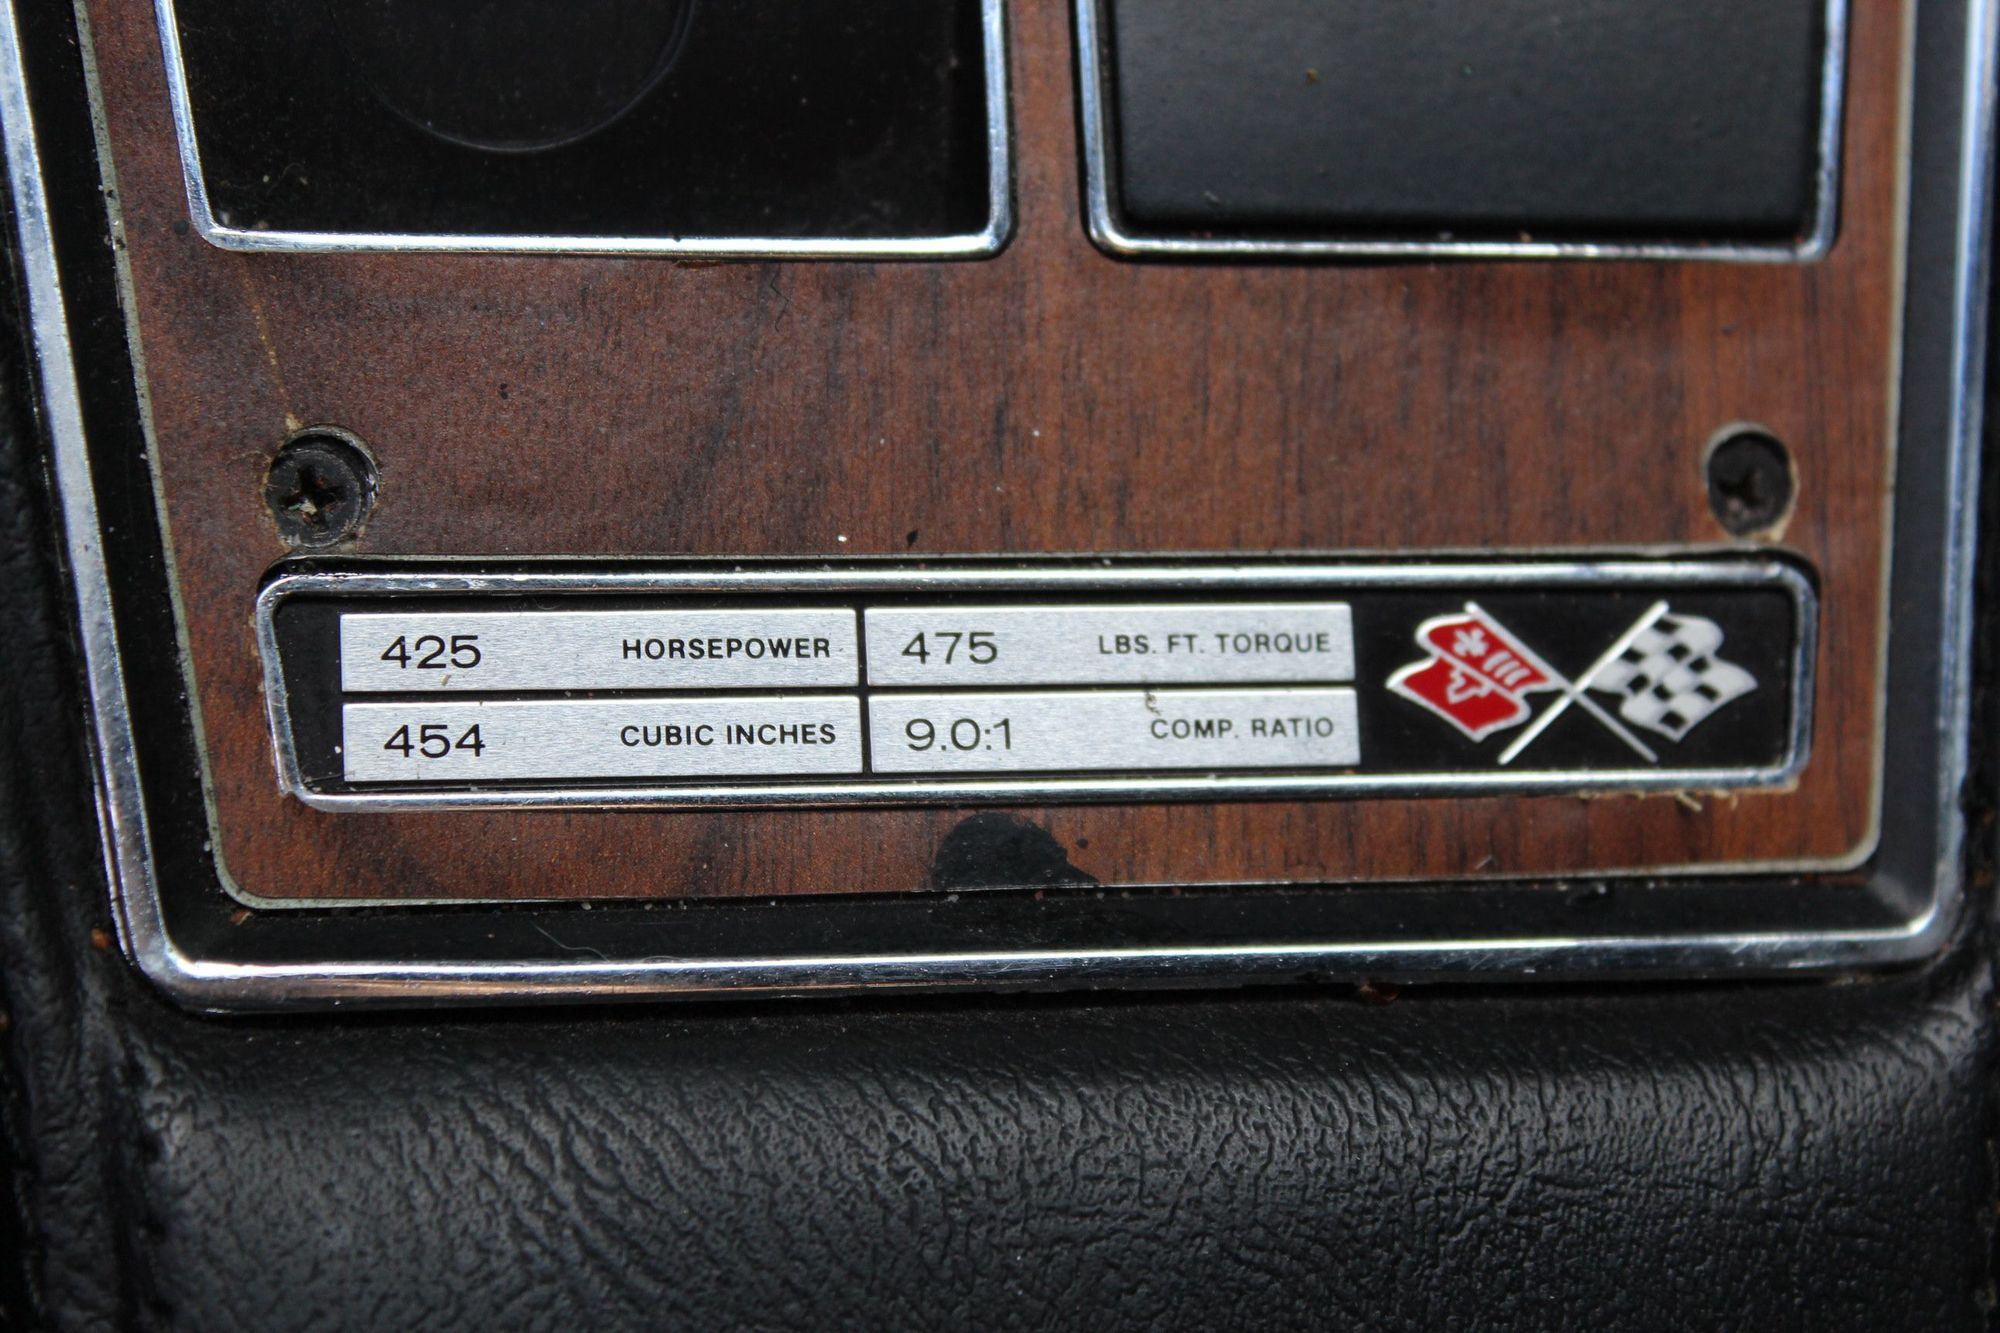 425 HORSEPOWER
475 LBS. FT. TORQUE
454 CUBIC INCHES
9.0:1 COMP. RATIO